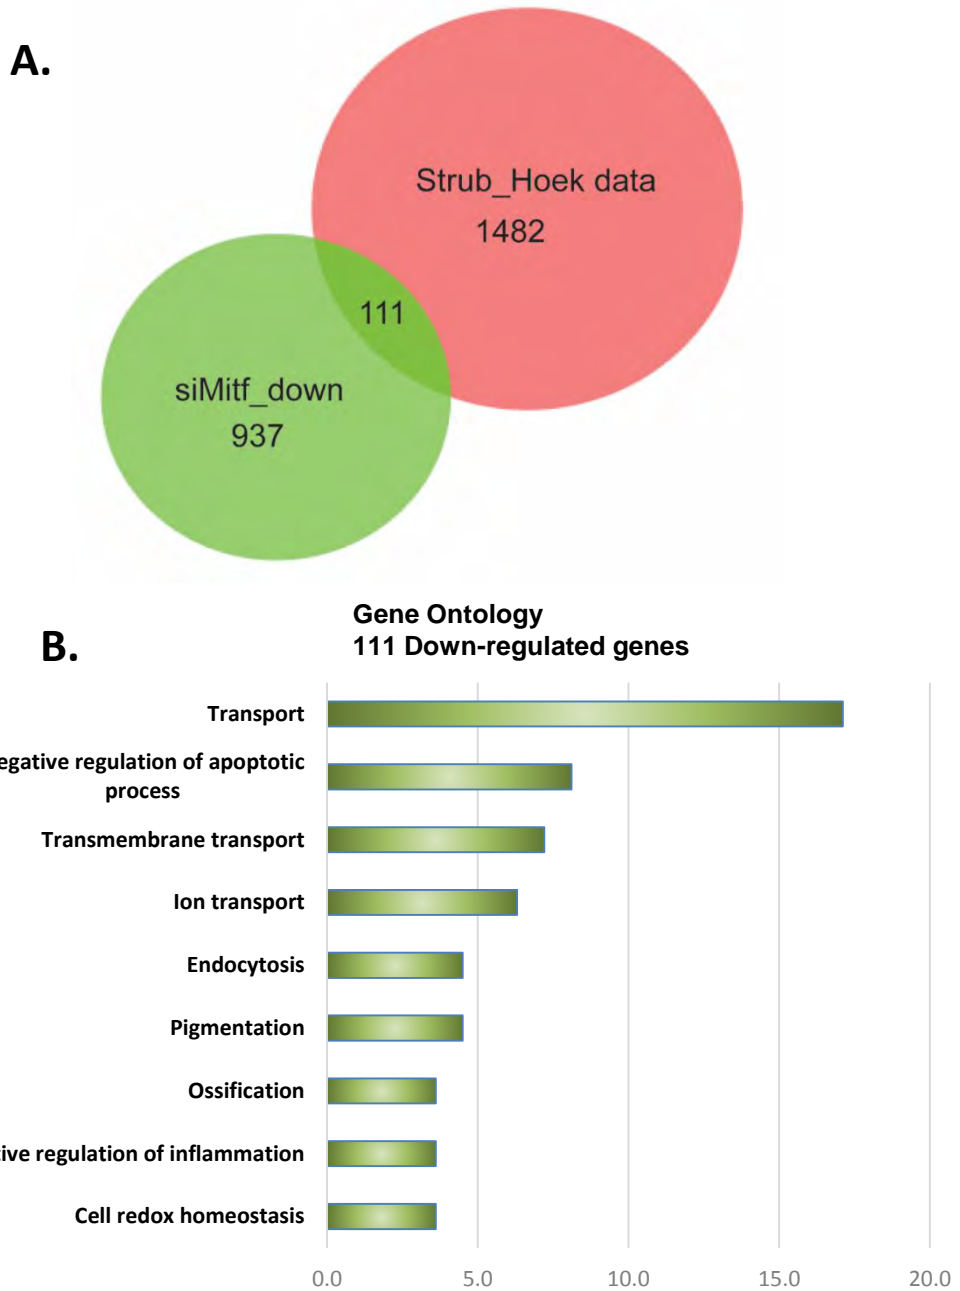 A.
Strub_Hoek data
1482
111
siMitf_down
937
B.
Gene Ontology
111 Down-regulated genes
Transport
egative regulation of apoptotic
process
Transmembrane transport
Ion transport
Endocytosis
Pigmentation
Ossification
tive regulation of inflammation
Cell redox homeostasis
0.0 5.0 10.0 15.0 20.0